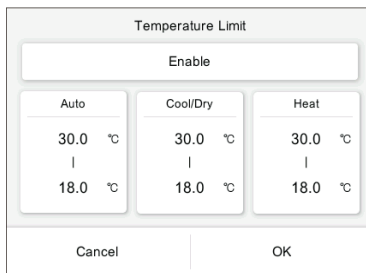 Temperature Limit
Enable
Auto Cool/Dry Heat
30.0 ℃ 30.0 ℃ 30.0 ℃
| | |
18.0 ℃ 18.0 ℃ 18.0 ℃
Cancel OK